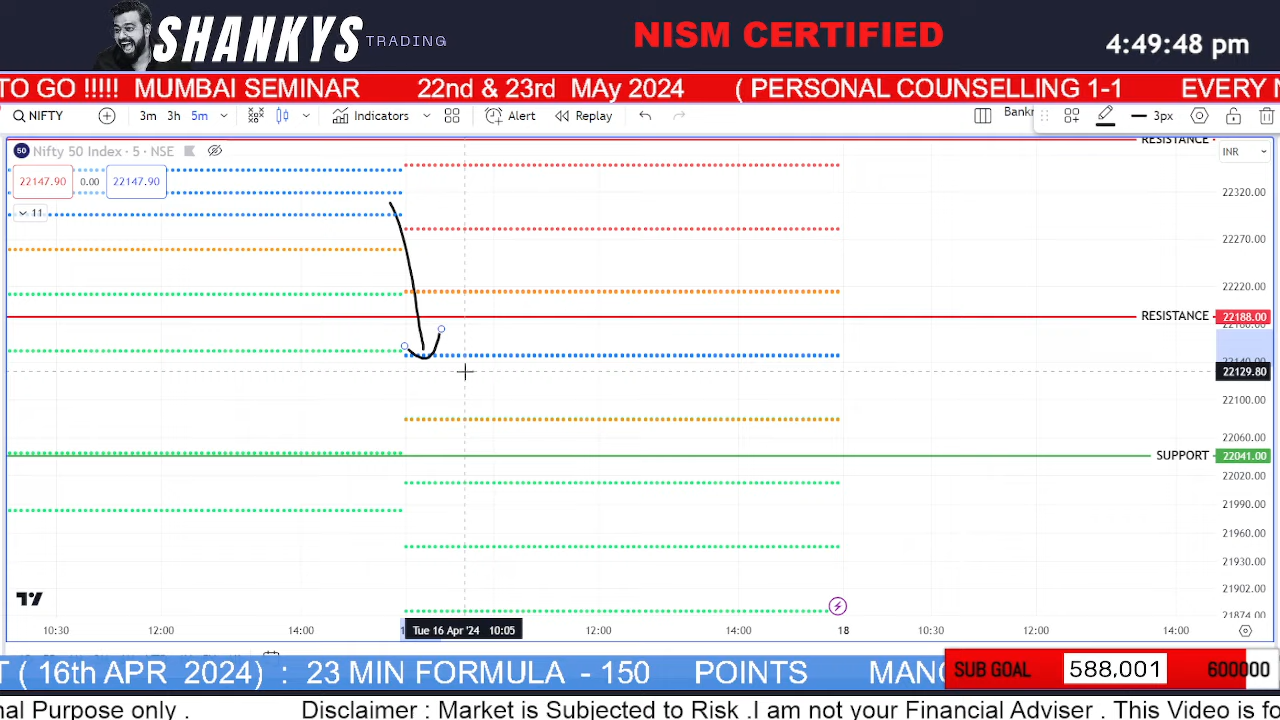 SHANKYS
TRADING
NISM CERTIFIED
4:49:48 pm
TO GO !!!!! MUMBAI SEMINAR 22nd & 23rd MAy 2024 ( PERSONAL COUNSELLING 1-1 EVERY
NIFTY 3m 3h 5m Indicators Alert Replay 3px
Nifty 50 Index · 5 · NSE
RESISTANCE
INR
22147.90 0.00 22147.90
11
22320.00
22270.00
22220.00
RESISTANCE 22188.00
22140.00
22129.80
22100.00
22060.00
SUPPORT 22041.00
22020.00
21990.00
21960.00
21930.00
21902.00
21874.00
10:30 12:00 14:00 Tue 16 Apr '24 10:05 12:00 14:00 18 10:30 12:00 14:00
( 16th APR 2024) : 23 MIN FORMULA - 150 POINTS
SUB GOAL 588,001 600000
Purpose only . Disclaimer : Market is Subjected to Risk .I am not your Financial Adviser . This Video is